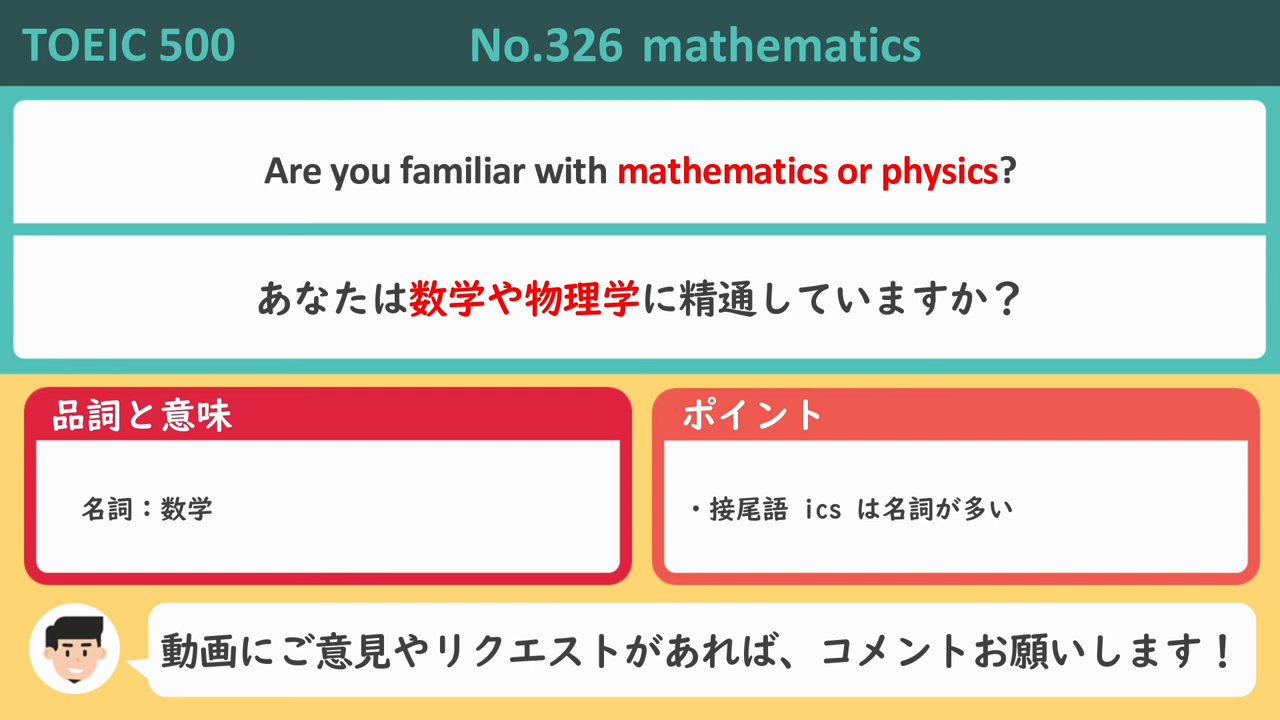 TOEIC 500
No.326 mathematics
Are you familiar with mathematics or physics?
あなたは数学や物理学に精通していますか？
品詞と意味
名詞：数学
ポイント
・接尾語 ics は名詞が多い
動画にご意見やリクエストがあれば、コメントお願いします！